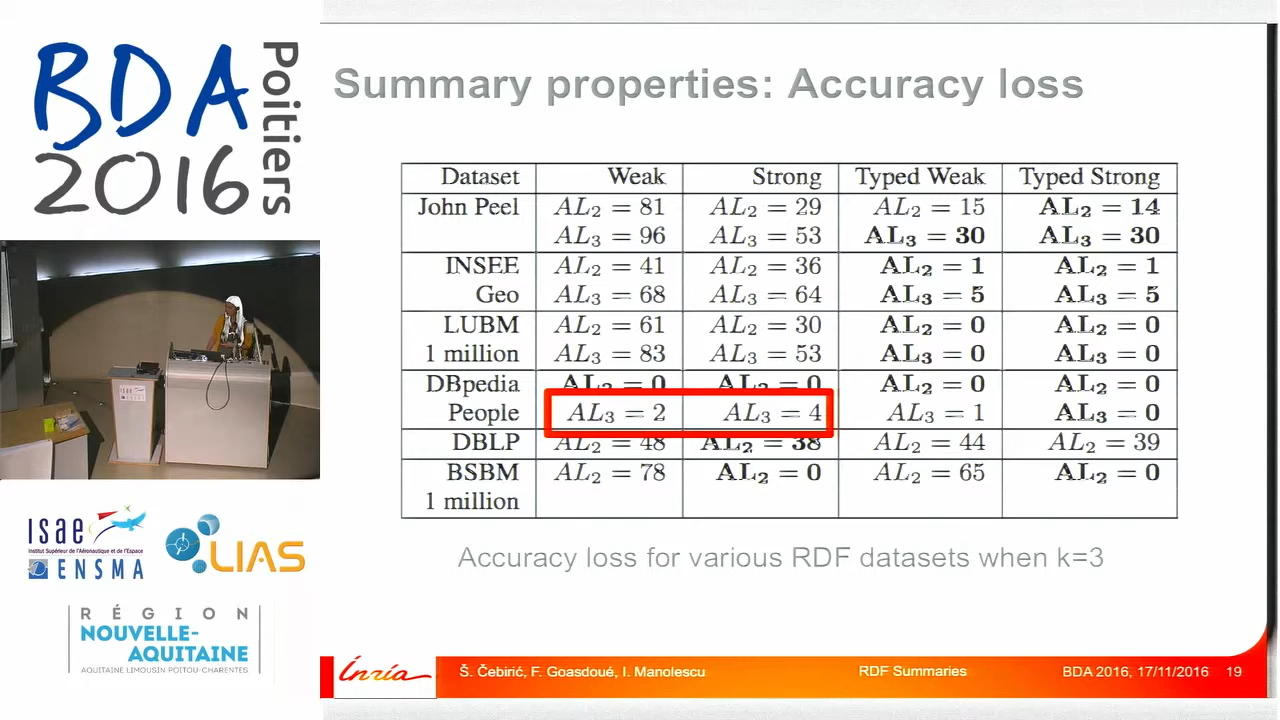 BDA
2016
Poitiers
Summary properties: Accuracy loss
Dataset Weak Strong Typed Weak Typed Strong
John Peel AL₂ = 81 AL₂ = 29 AL₂ = 15 AL₂ = 14
AL₃ = 96 AL₃ = 53 AL₃ = 30 AL₃ = 30
INSEE AL₂ = 41 AL₂ = 36 AL₂ = 1 AL₂ = 1
Geo AL₃ = 68 AL₃ = 64 AL₃ = 5 AL₃ = 5
LUBM AL₂ = 61 AL₂ = 30 AL₂ = 0 AL₂ = 0
1 million AL₃ = 83 AL₃ = 53 AL₃ = 0 AL₃ = 0
DBpedia AL₂ = 0 AL₂ = 0 AL₂ = 0 AL₂ = 0
People AL₃ = 2 AL₃ = 4 AL₃ = 1 AL₃ = 0
DBLP AL₂ = 48 AL₂ = 38 AL₂ = 44 AL₂ = 39
BSBM AL₂ = 78 AL₂ = 0 AL₂ = 65 AL₂ = 0
1 million
Accuracy loss for various RDF datasets when k=3
isae
Institut Supérieur de l'Aéronautique et de l'Espace
ENSMA
LIAS
RÉGION
NOUVELLE-
AQUITAINE
AQUITAINE LIMOUSIN POITOU-CHARENTES
Inria
Š. Čebirić, F. Goasdoué, I. Manolescu RDF Summaries BDA 2016, 17/11/2016 19